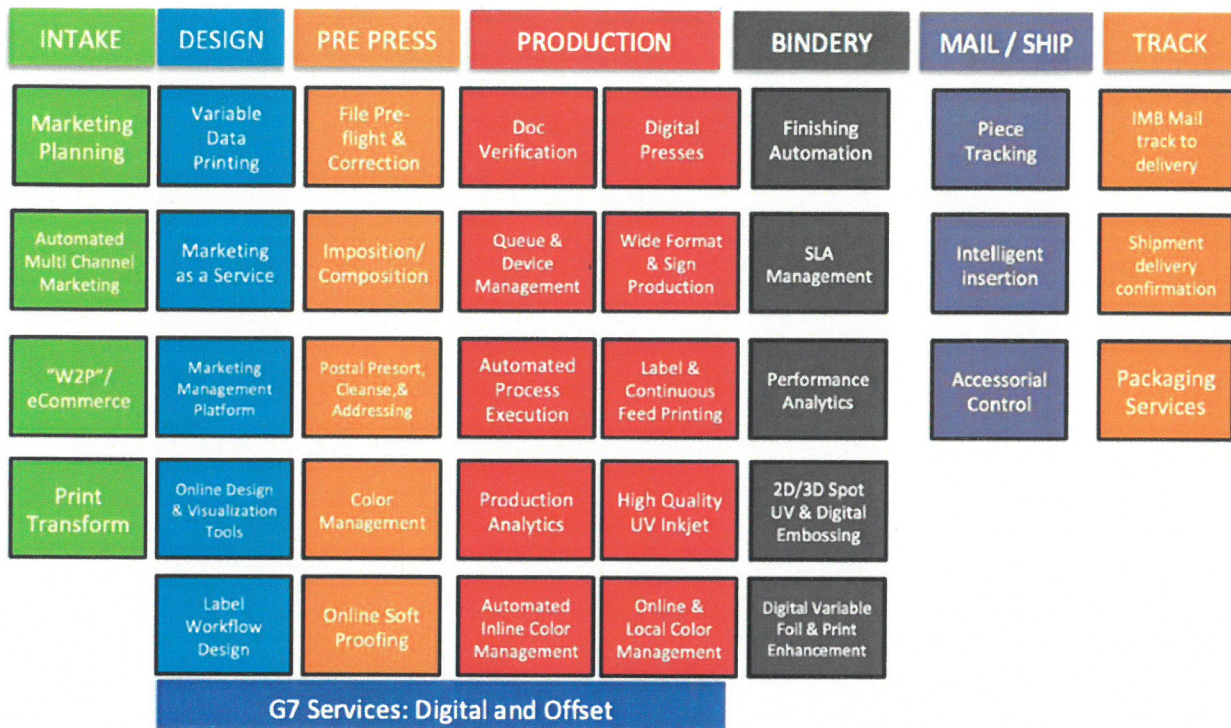 INTAKE
DESIGN
PRE PRESS
PRODUCTION
BINDERY
MAIL / SHIP
TRACK
Marketing
Planning
Variable
Data
Printing
File Pre-
flight &
Correction
Doc
Verification
Digital
Presses
Finishing
Automation
Piece
Tracking
IMB Mail
track to
delivery
Automated
Multi Channel
Marketing
Marketing
as a Service
Imposition/
Composition
Queue &
Device
Management
Wide Format
& Sign
Production
SLA
Management
Intelligent
insertion
Shipment
delivery
confirmation
"W2P"/
eCommerce
Marketing
Management
Platform
Postal Presort,
Cleanse,&
Addressing
Automated
Process
Execution
Label &
Continuous
Feed Printing
Performance
Analytics
Accessorial
Control
Packaging
Services
Print
Transform
Online Design
& Visualization
Tools
Color
Management
Production
Analytics
High Quality
UV Inkjet
2D/3D Spot
UV & Digital
Embossing
Label
Workflow
Design
Online Soft
Proofing
Automated
Inline Color
Management
Online &
Local Color
Management
Digital Variable
Foil & Print
Enhancement
G7 Services: Digital and Offset